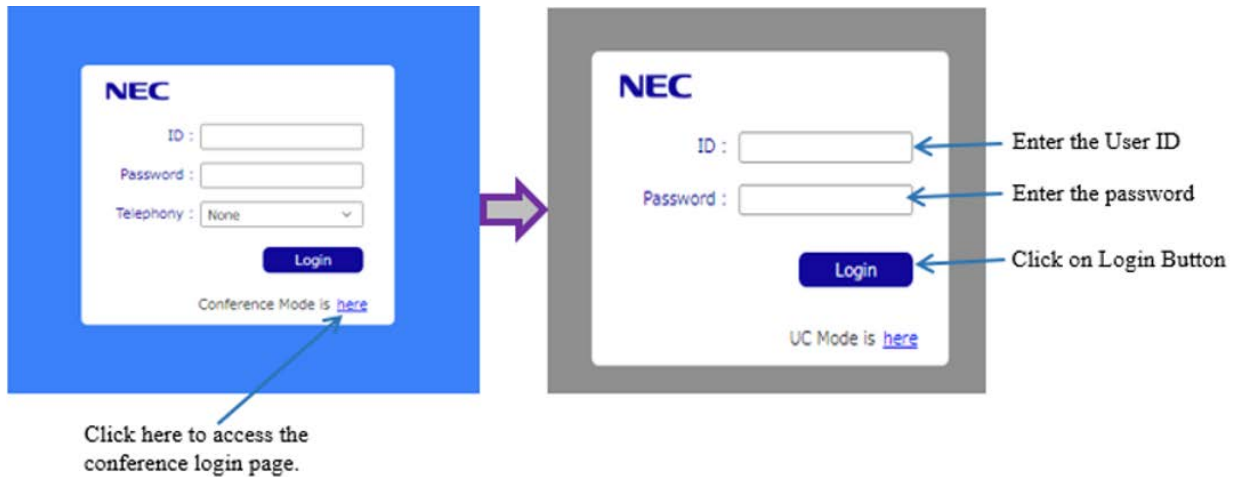 NEC
ID :
Password :
Telephony : None
Login
Conference Mode is here
Click here to access the
conference login page.
NEC
ID :
Password :
Login
UC Mode is here
Enter the User ID
Enter the password
Click on Login Button